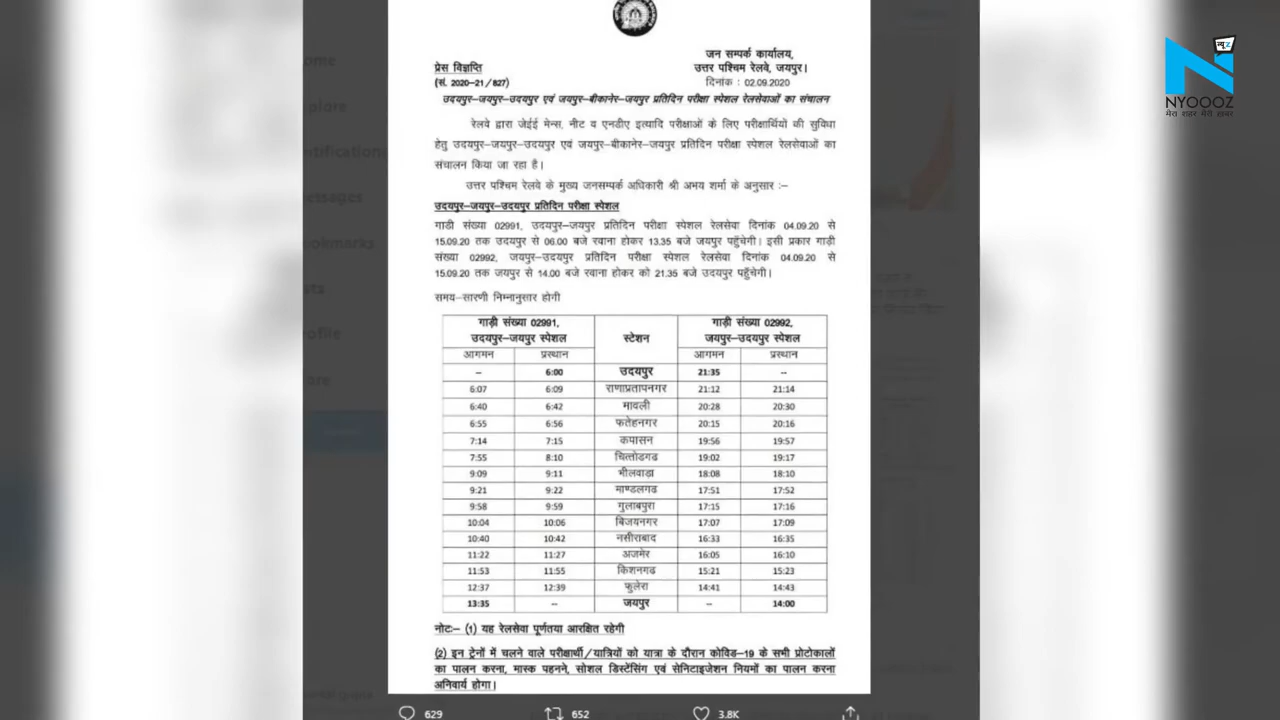 जन सम्पर्क कार्यालय,
प्रेस विज्ञप्ति
उत्तर पश्चिम रेलवे, जयपुर।
(सं. 2020-21/827)
दिनांक : 02.09.2020
उदयपुर-जयपुर-उदयपुर एवं जयपुर-बीकानेर-जयपुर प्रतिदिन परीक्षा स्पेशल रेलसेवाओं का संचालन
रेलवे द्वारा जेईई मेन्स, नीट व एनडीए इत्यादि परीक्षाओं के लिए परीक्षार्थियों की सुविधा
हेतु उदयपुर-जयपुर-उदयपुर एवं जयपुर-बीकानेर-जयपुर प्रतिदिन परीक्षा स्पेशल रेलसेवाओं का
संचालन किया जा रहा है।
उत्तर पश्चिम रेलवे के मुख्य जनसम्पर्क अधिकारी श्री अभय शर्मा के अनुसार :-
उदयपुर-जयपुर-उदयपुर प्रतिदिन परीक्षा स्पेशल
गाडी संख्या 02991, उदयपुर-जयपुर प्रतिदिन परीक्षा स्पेशल रेलसेवा दिनांक 04.09.20 से
15.09.20 तक उदयपुर से 06.00 बजे रवाना होकर 13.35 बजे जयपुर पहुँचेगी। इसी प्रकार गाड़ी
संख्या 02992, जयपुर-उदयपुर प्रतिदिन परीक्षा स्पेशल रेलसेवा दिनांक 04.09.20 से
15.09.20 तक जयपुर से 14.00 बजे रवाना होकर को 21.35 बजे उदयपुर पहुँचेगी।
समय-सारणी निम्नानुसार होगी
गाड़ी संख्या 02991, उदयपुर-जयपुर स्पेशल स्टेशन गाड़ी संख्या 02992, जयपुर-उदयपुर स्पेशल
आगमन प्रस्थान आगमन प्रस्थान
-- 6:00 उदयपुर 21:35 --
6:07 6:09 राणाप्रतापनगर 21:12 21:14
6:40 6:42 मावली 20:28 20:30
6:55 6:56 फतेहनगर 20:15 20:16
7:14 7:15 कपासन 19:56 19:57
7:55 8:10 चित्तोडगढ 19:02 19:17
9:09 9:11 भीलवाडा 18:08 18:10
9:21 9:22 माण्डलगढ 17:51 17:52
9:58 9:59 गुलाबपुरा 17:15 17:16
10:04 10:06 बिजयनगर 17:07 17:09
10:40 10:42 नसीराबाद 16:33 16:35
11:22 11:27 अजमेर 16:05 16:10
11:53 11:55 किशनगढ 15:21 15:23
12:37 12:39 फुलेरा 14:41 14:43
13:35 -- जयपुर -- 14:00
नोटः- (1) यह रेलसेवा पूर्णतया आरक्षित रहेगी
(2) इन ट्रेनों में चलने वाले परीक्षार्थी/यात्रियों को यात्रा के दौरान कोविड-19 के सभी प्रोटोकालों
का पालन करना, मास्क पहनने, सोशल डिस्टेंसिंग एवं सेनिटाइजेशन नियमों का पालन करना
अनिवार्य होगा।
629 652 3.8K
न्यूz
NYOOOZ
मेरा शहर मेरी ख़बर